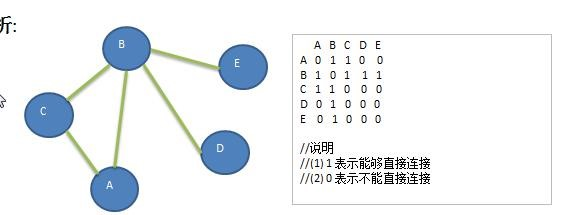 析:
B
E
C
D
A
A B C D E
A 0 1 1 0 0
B 1 0 1 1 1
C 1 1 0 0 0
D 0 1 0 0 0
E 0 1 0 0 0
//说明
//(1) 1 表示能够直接连接
//(2) 0 表示不能直接连接